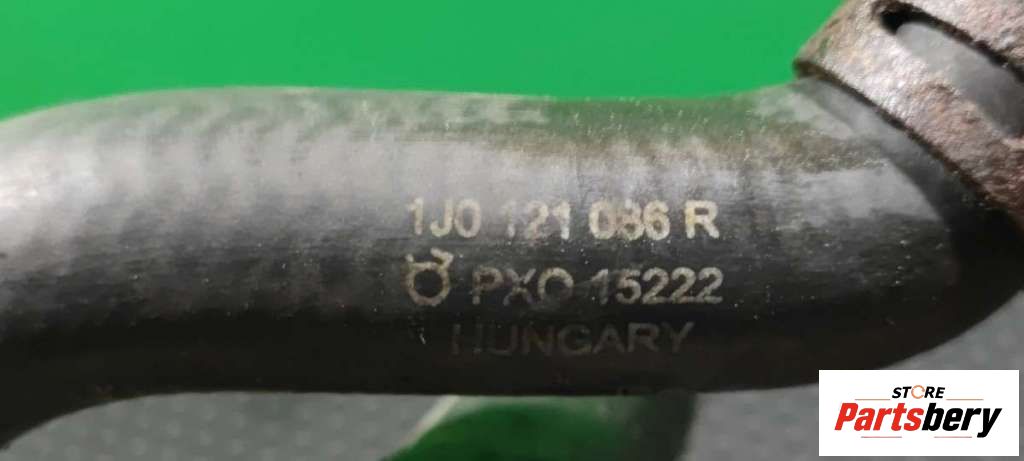 1J0 121 086 R
PXO 15222
HUNGARY
STORE
Partsbery